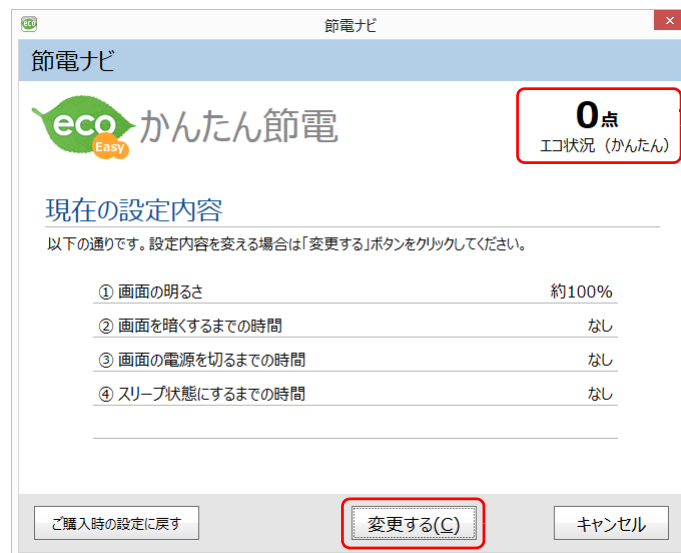 eco
節電ナビ
節電ナビ
eco
Easy
かんたん節電
0点
エコ状況（かんたん）
現在の設定内容
以下の通りです。設定内容を変える場合は「変更する」ボタンをクリックしてください。
① 画面の明るさ 約100%
② 画面を暗くするまでの時間 なし
③ 画面の電源を切るまでの時間 なし
④ スリープ状態にするまでの時間 なし
ご購入時の設定に戻す 変更する(C) キャンセル